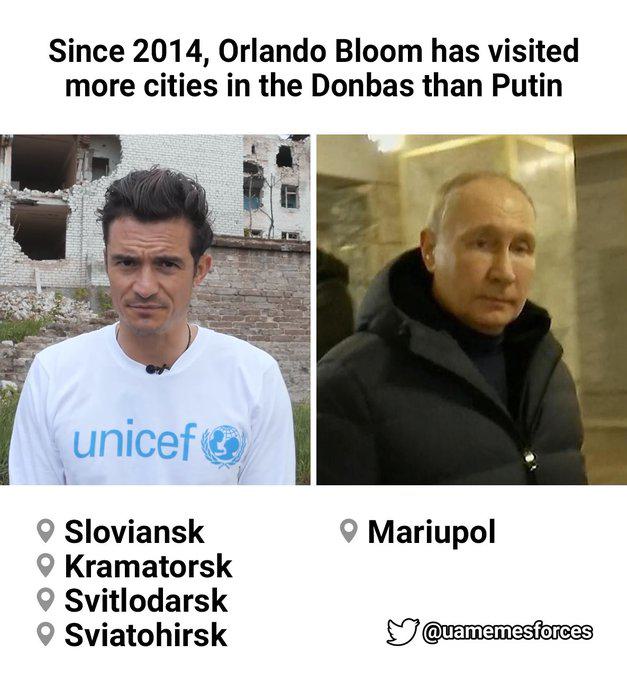 Since 2014, Orlando Bloom has visited
more cities in the Donbas than Putin
unicef
Sloviansk
Kramatorsk
Svitlodarsk
Sviatohirsk
Mariupol
@uamemesforces